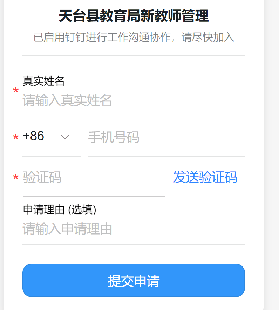 天台县教育局新教师管理
已启用钉钉进行工作沟通协作，请尽快加入
* 真实姓名
请输入真实姓名
* +86 手机号码
* 验证码 发送验证码
申请理由 (选填)
请输入申请理由
提交申请